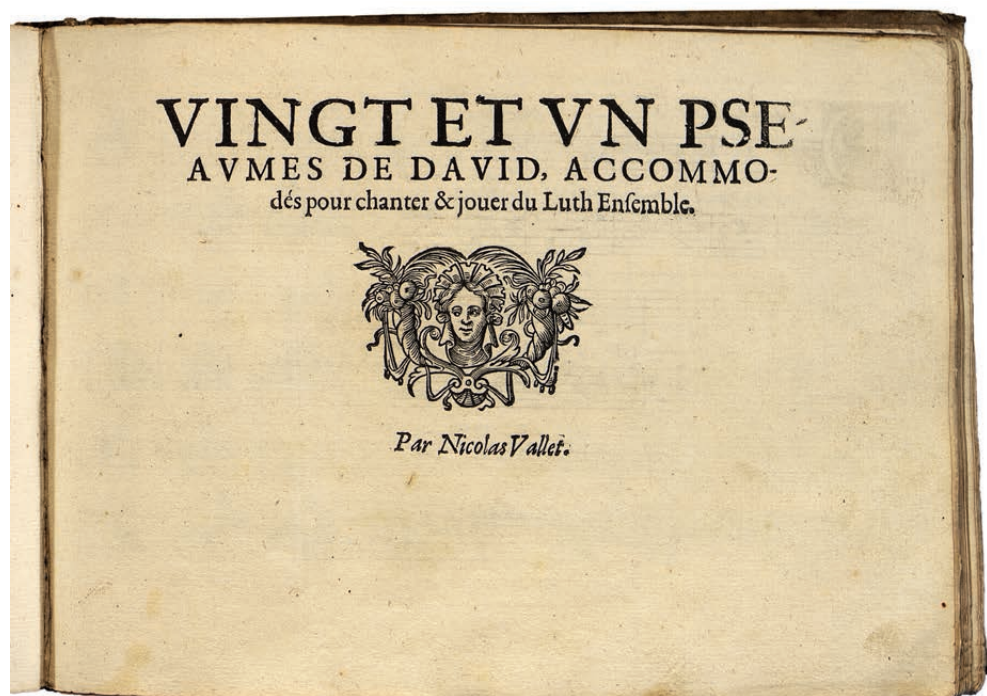 VINGT ET VN PSE-
AVMES DE DAVID, ACCOMMO-
dés pour chanter & jouer du Luth Enſemble.
Par Nicolas Vallet.